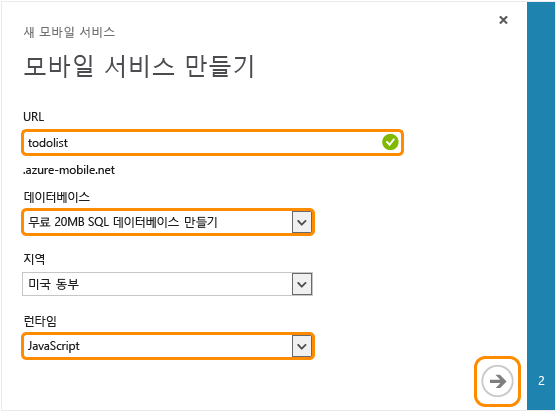 새 모바일 서비스
모바일 서비스 만들기
URL
todolist
.azure-mobile.net
데이터베이스
무료 20MB SQL 데이터베이스 만들기
지역
미국 동부
런타임
JavaScript
2